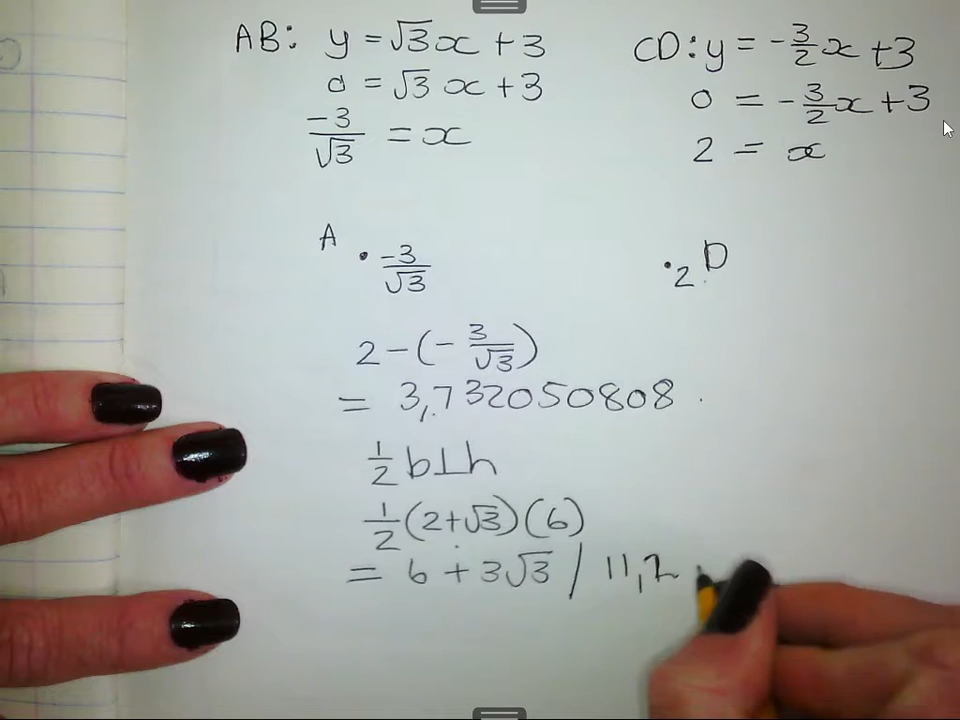 AB: y = √3x + 3
0 = √3x + 3
-3/√3 = x
CD: y = -3/2x + 3
0 = -3/2x + 3
2 = x
A
-3/√3
2 D
2 - (- 3/√3)
= 3,732050808
1/2 b⊥h
1/2(2+√3)(6)
= 6 + 3√3 / 11,2